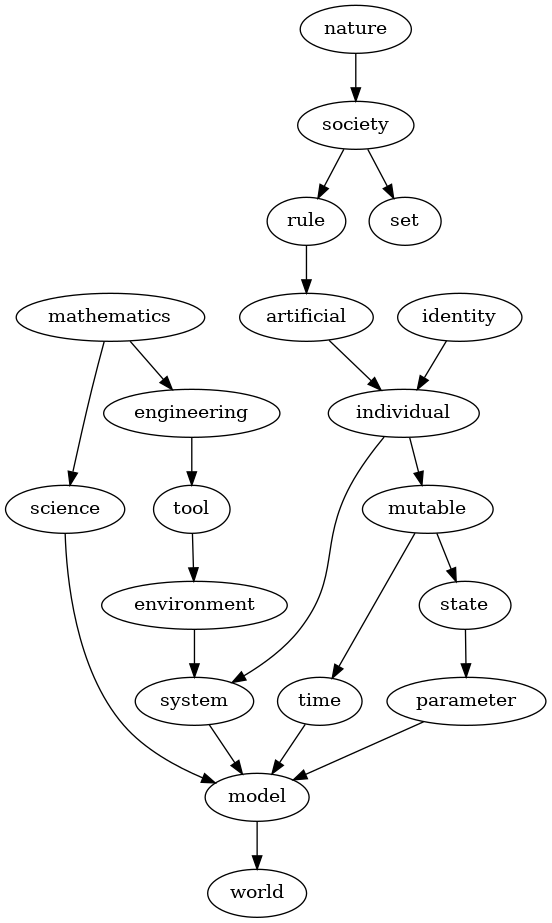 nature
society
rule
set
mathematics
artificial
identity
engineering
individual
science
tool
mutable
environment
state
system
time
parameter
model
world